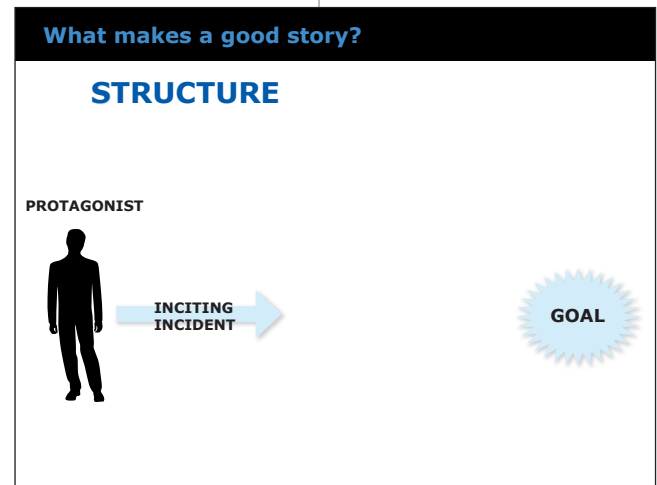 What makes a good story?
STRUCTURE
PROTAGONIST
INCITING
INCIDENT
GOAL